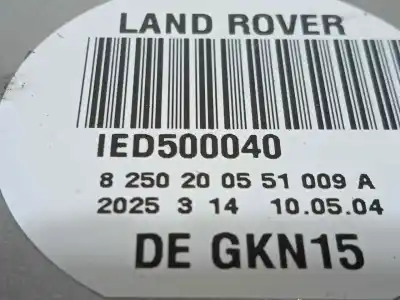 LAND ROVER
IED500040
8 250 20 05 51 009 A
2025 3 14 10.05.04
DE GKN15